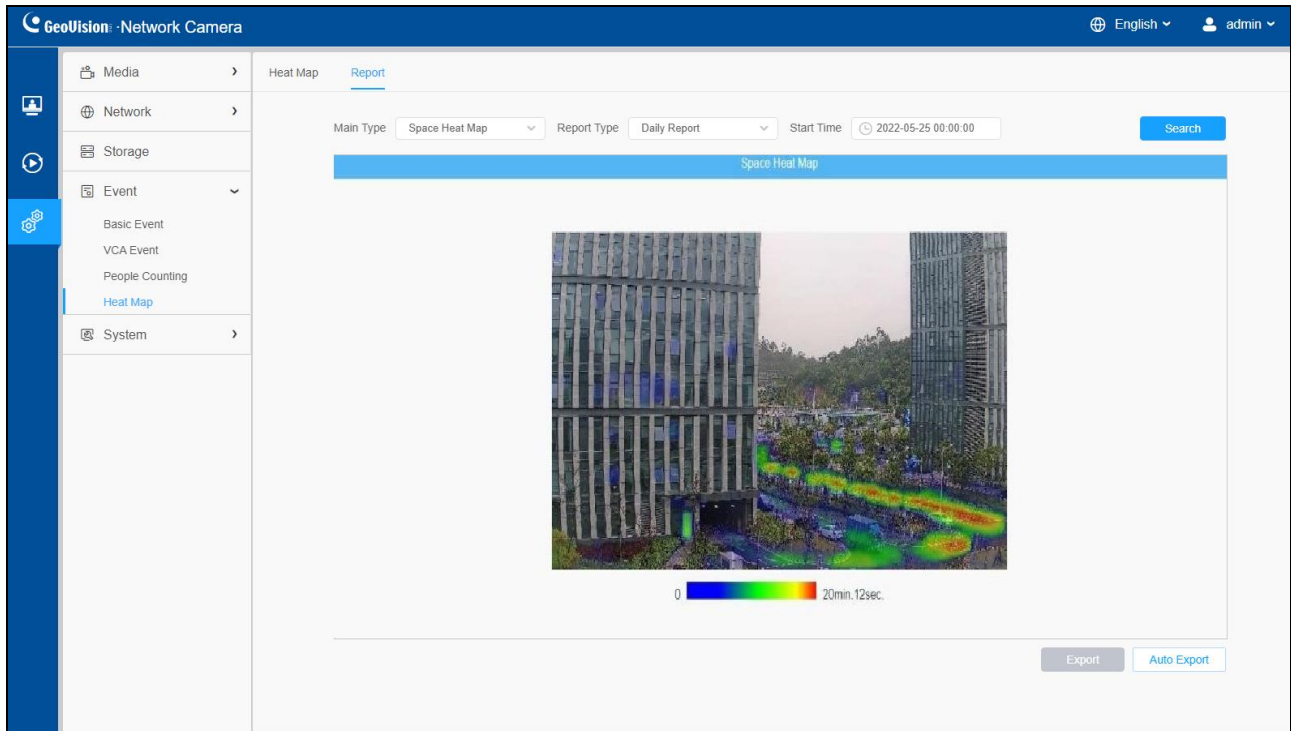 GeoVision ·Network Camera
English
admin
Media
Network
Storage
Event
Basic Event
VCA Event
People Counting
Heat Map
System
Heat Map Report
Main Type Space Heat Map Report Type Daily Report Start Time 2022-05-25 00:00:00 Search
Space Heat Map
0 20min.12sec.
Export Auto Export